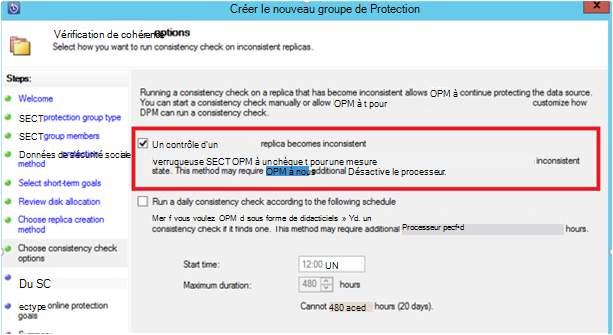 Créer le nouveau groupe de Protection
Vérification de cohérence options
Select how you want to run consistency check on inconsistent replicas.
Steps:
Welcome
SECT protection group type
SECT group members
Données de sécurité sociale
method
Select short-term goals
Review disk allocation
Choose replica creation
method
Choose consistency check
options
Du SC
ectype online protection
goals
Running a consistency check on a replica that has become inconsistent allows OPM à continue protecting the data source.
You can start a consistency check manually or allow OPM à t pour customize how
DPM can run a consistency check.
Un contrôle d'un replica becomes inconsistent
verruqueuse SECT OPM à un chèque t pour une mesure inconsistent
state. This method may require OPM à nous additional Désactive le processeur.
Run a daily consistency check according to the following schedule
Mer f vous voulez OPM d sous forme de didacticiels » Yd. un
consistency check if it finds one. This method may require additional Processeur pecf+d hours.
Start time: 12:00 UN
Maximum duration: 480 hours
Cannot 480 aced hours (20 days).